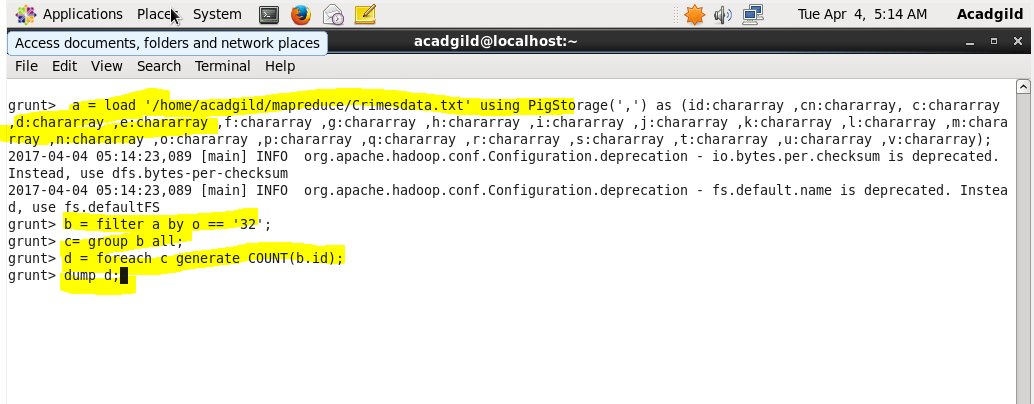 Applications Places System Tue Apr 4, 5:14 AM Acadgild
Access documents, folders and network places
acadgild@localhost:~
File Edit View Search Terminal Help
grunt>  a = load '/home/acadgild/mapreduce/Crimesdata.txt' using PigStorage(',') as (id:chararray ,cn:chararray, c:chararray
,d:chararray ,e:chararray ,f:chararray ,g:chararray ,h:chararray ,i:chararray ,j:chararray ,k:chararray ,l:chararray ,m:chara
rray ,n:chararray ,o:chararray ,p:chararray ,q:chararray ,r:chararray ,s:chararray ,t:chararray ,u:chararray ,v:chararray);
2017-04-04 05:14:23,089 [main] INFO  org.apache.hadoop.conf.Configuration.deprecation - io.bytes.per.checksum is deprecated.
Instead, use dfs.bytes-per-checksum
2017-04-04 05:14:23,089 [main] INFO  org.apache.hadoop.conf.Configuration.deprecation - fs.default.name is deprecated. Instea
d, use fs.defaultFS
grunt> b = filter a by o == '32';
grunt> c= group b all;
grunt> d = foreach c generate COUNT(b.id);
grunt> dump d;